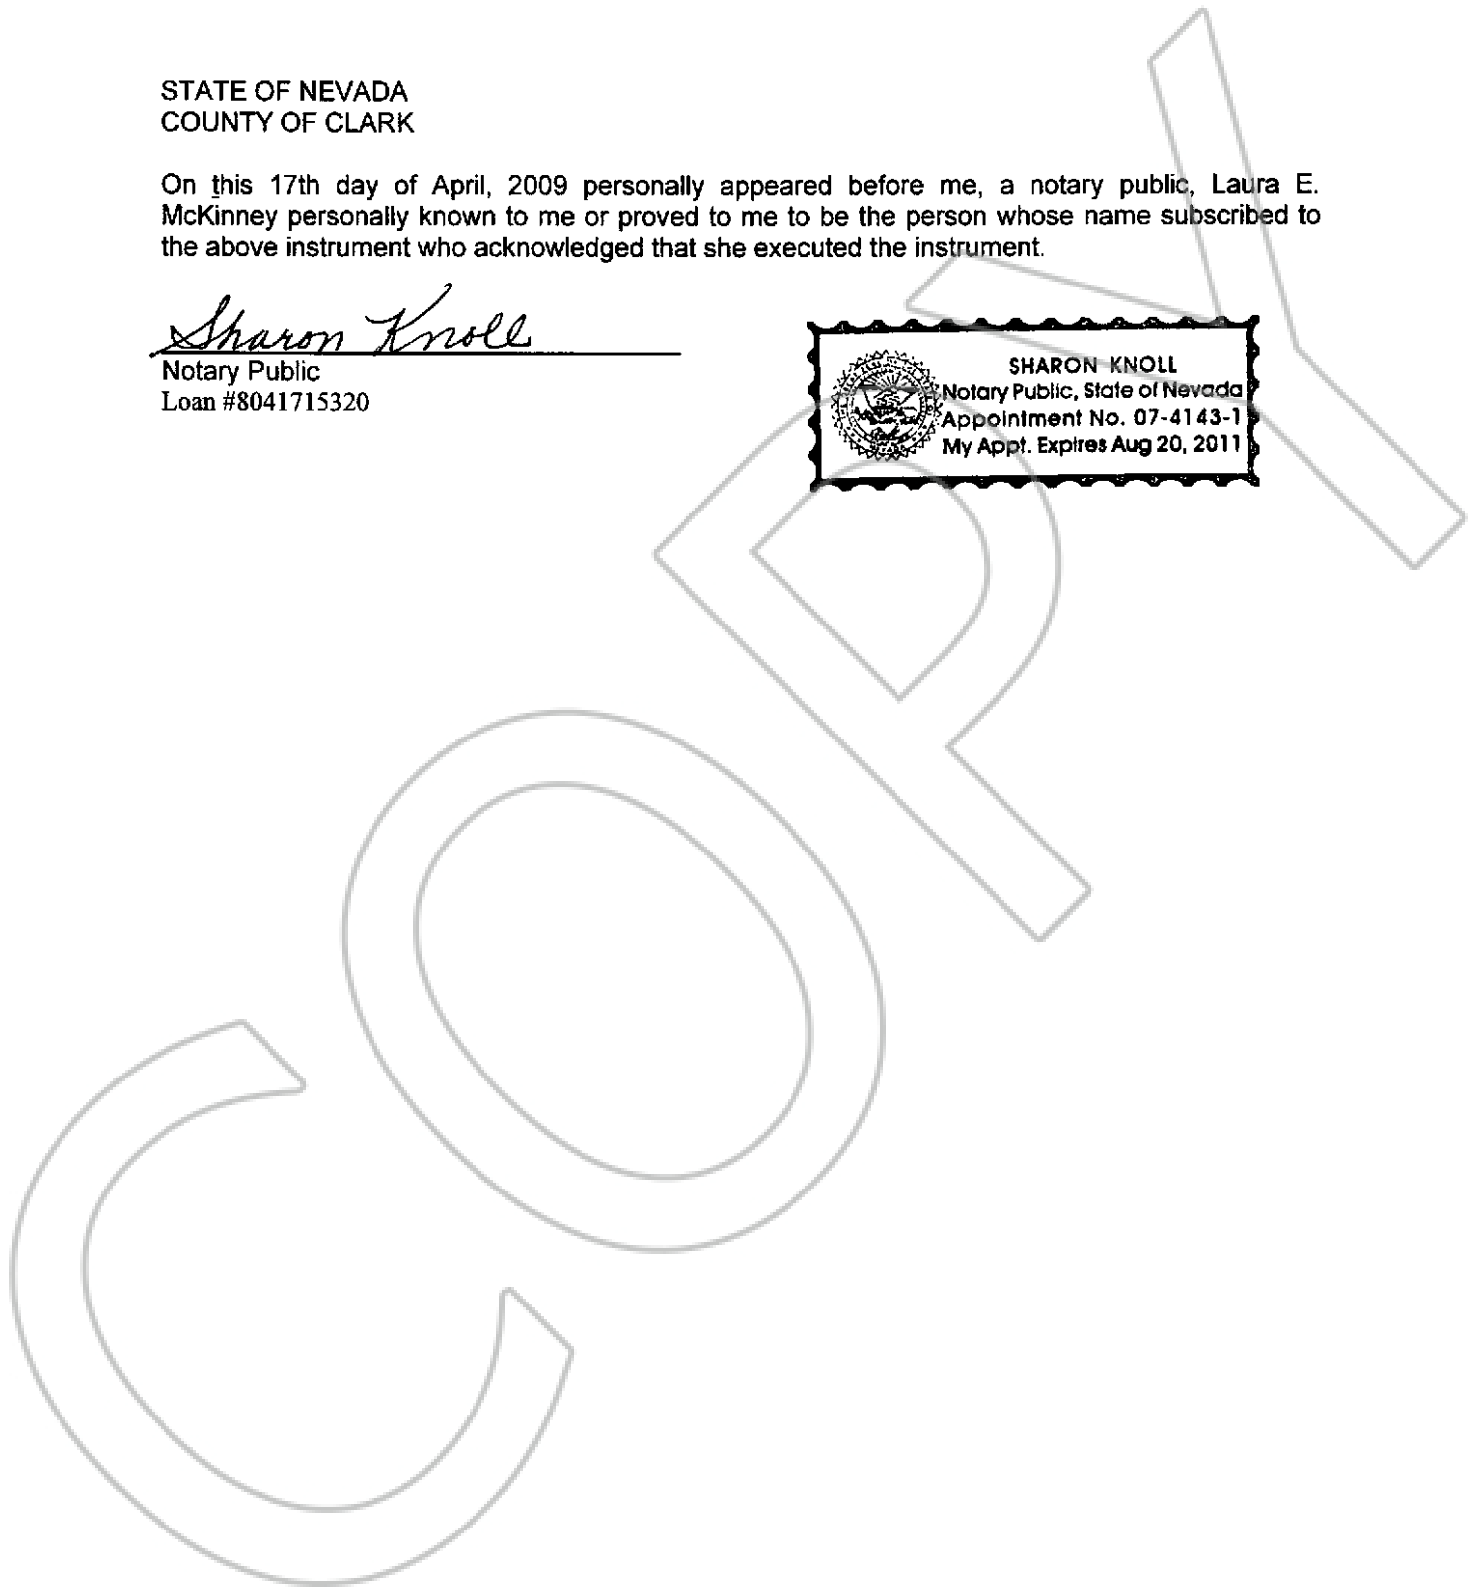 STATE OF NEVADA
COUNTY OF CLARK
On this 17th day of April, 2009 personally appeared before me, a notary public, Laura E.
McKinney personally known to me or proved to me to be the person whose name subscribed to
the above instrument who acknowledged that she executed the instrument.
Sharon Knoll
Notary Public
Loan #8041715320
SHARON KNOLL
Notary Public, State of Nevada
Appointment No. 07-4143-1
My Appt. Expires Aug 20, 2011
COPY